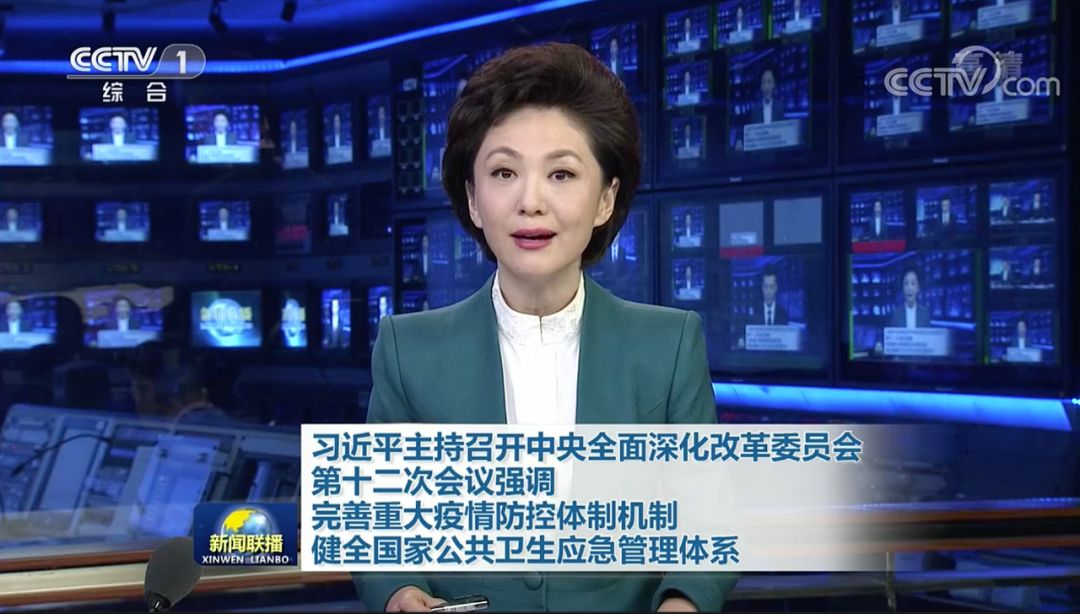 CCTV 1
综合
高清
CCTV.com
习近平主持召开中央全面深化改革委员会
第十二次会议强调
完善重大疫情防控体制机制
健全国家公共卫生应急管理体系
新闻联播
XINWEN LIANBO